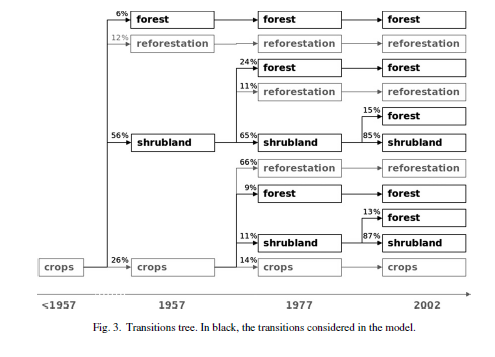 6% forest forest forest
12% reforestation reforestation reforestation
24% forest forest
11% reforestation reforestation
15% forest
56% shrubland 65% shrubland 85% shrubland
66% reforestation reforestation
9% forest forest
13% forest
11% shrubland 87% shrubland
crops 26% crops 14% crops crops
<1957 1957 1977 2002
Fig. 3. Transitions tree. In black, the transitions considered in the model.